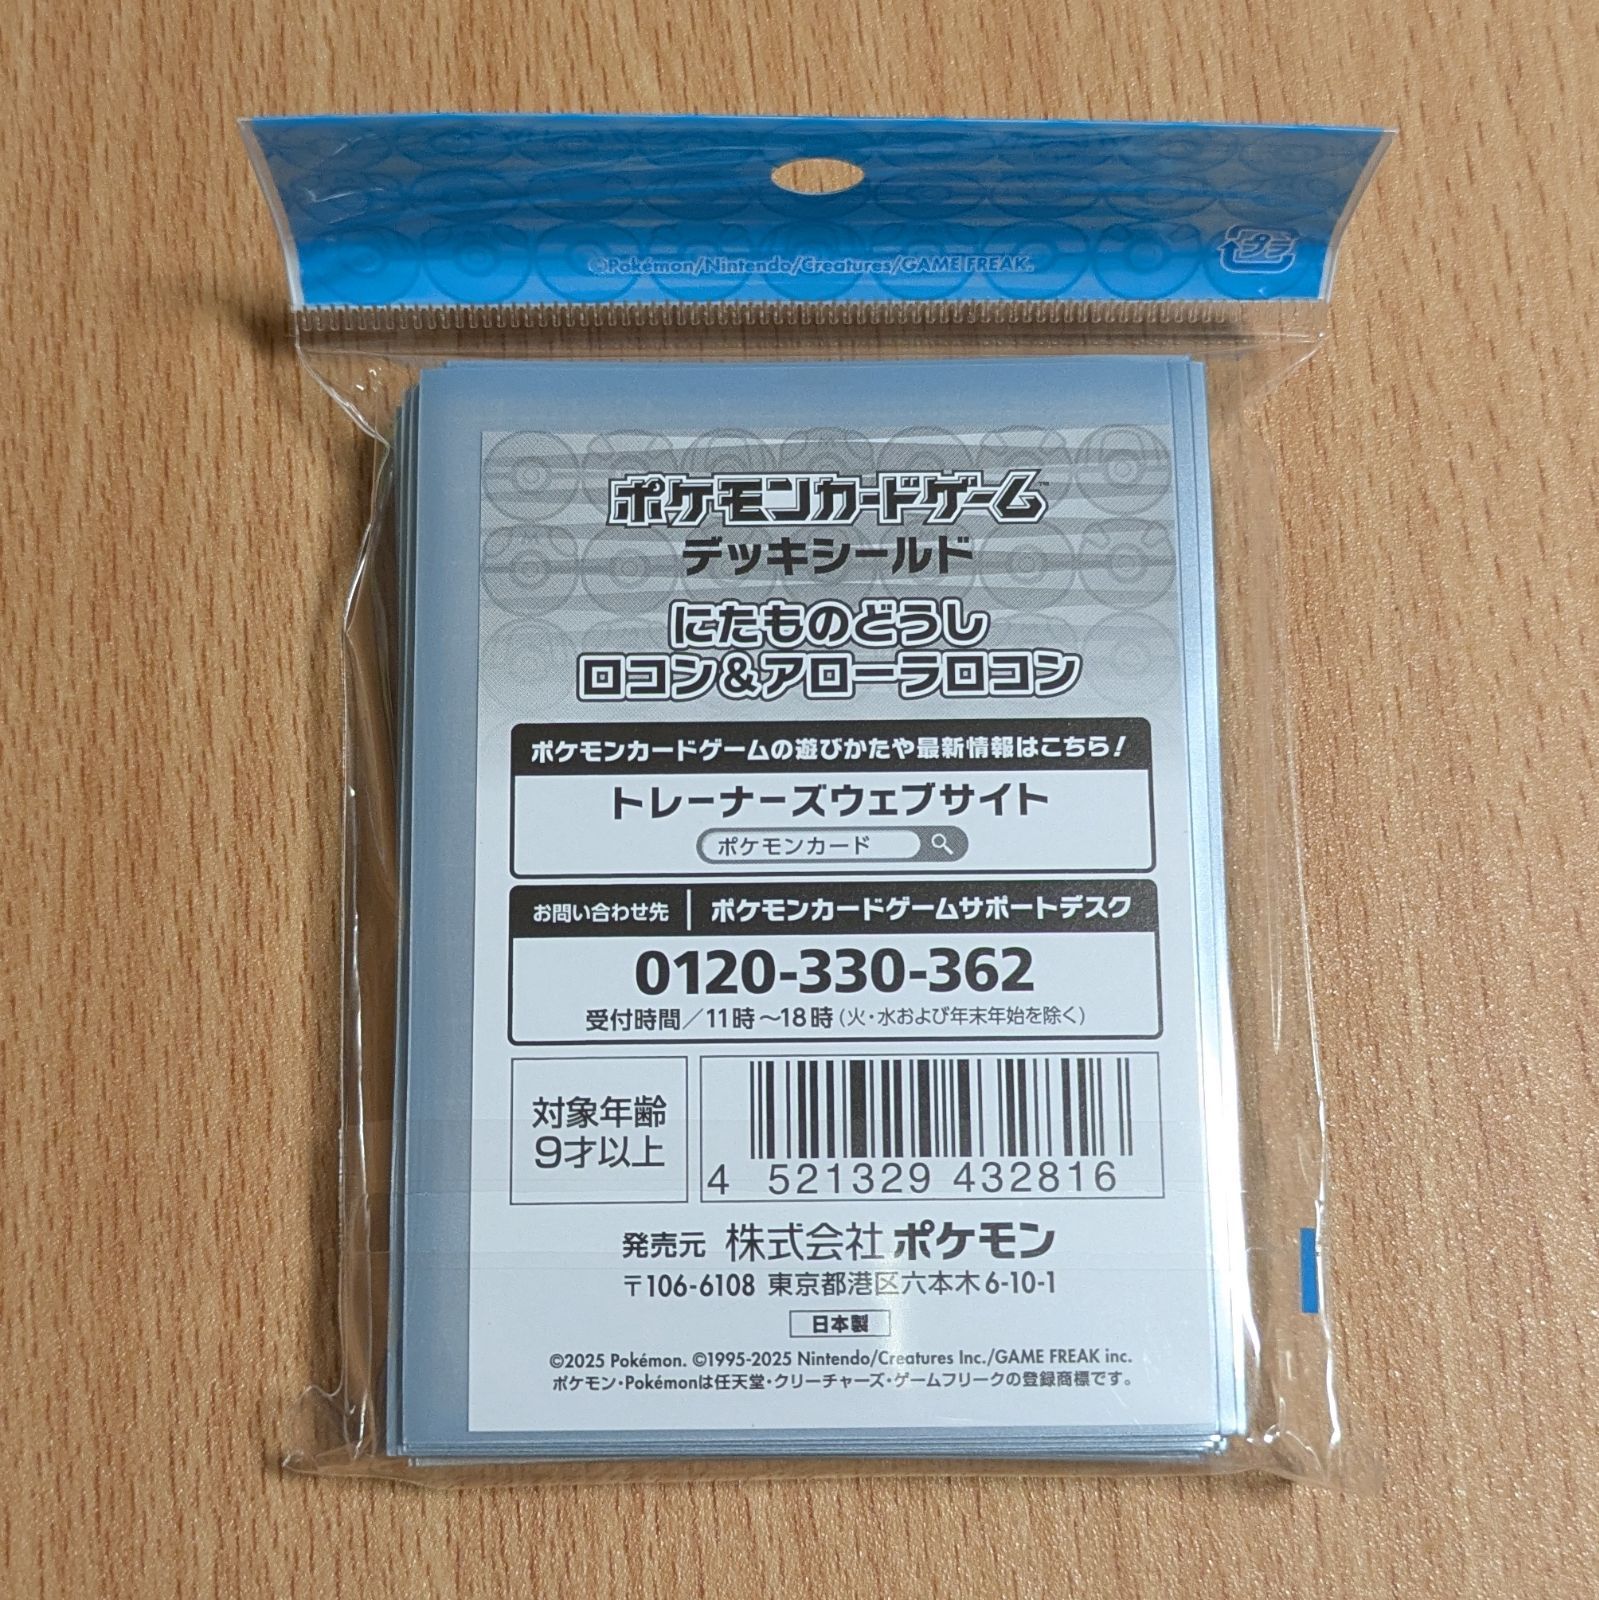 ©Pokémon/Nintendo/Creatures/GAME FREAK.
プラ
ポケモンカードゲーム™
デッキシールド
にたものどうし
ロコン&アローラロコン
ポケモンカードゲームの遊びかたや最新情報はこちら!
トレーナーズウェブサイト
ポケモンカード
お問い合わせ先 ポケモンカードゲームサポートデスク
0120-330-362
受付時間/11時～18時(火・水および年末年始を除く)
対象年齢
9才以上
4 521329 432816
発売元 株式会社 ポケモン
〒106-6108 東京都港区六本木6-10-1
日本製
©2025 Pokémon. ©1995-2025 Nintendo/Creatures Inc./GAME FREAK inc.
ポケモン・Pokémonは任天堂・クリーチャーズ・ゲームフリークの登録商標です。